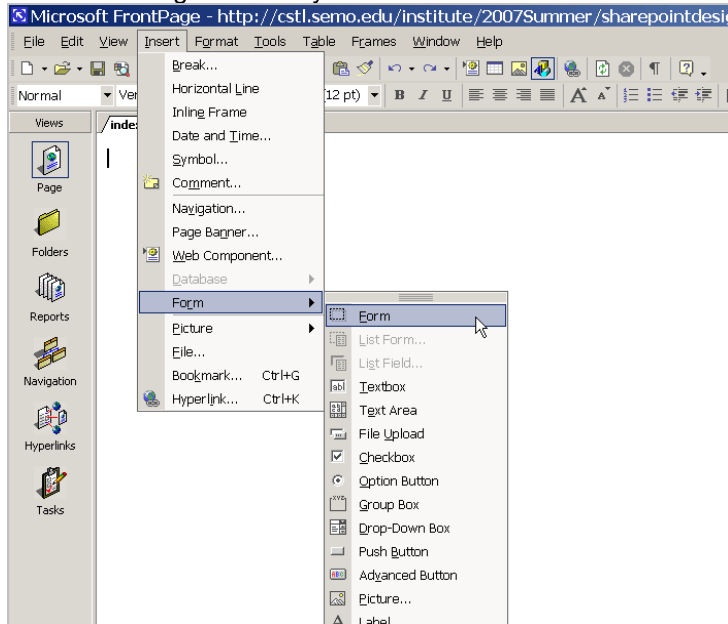 Microsoft FrontPage - http://cstl.semo.edu/institute/2007Summer/sharepointdesi
File Edit View Insert Format Tools Table Frames Window Help
Normal Ver (12 pt) B I U A A
Views
Page
Folders
Reports
Navigation
Hyperlinks
Tasks
/inde
Break...
Horizontal Line
Inline Frame
Date and Time...
Symbol...
Comment...
Navigation...
Page Banner...
Web Component...
Database
Form
Picture
File...
Bookmark... Ctrl+G
Hyperlink... Ctrl+K
Form
List Form...
List Field...
Textbox
Text Area
File Upload
Checkbox
Option Button
Group Box
Drop-Down Box
Push Button
Advanced Button
Picture...
Label